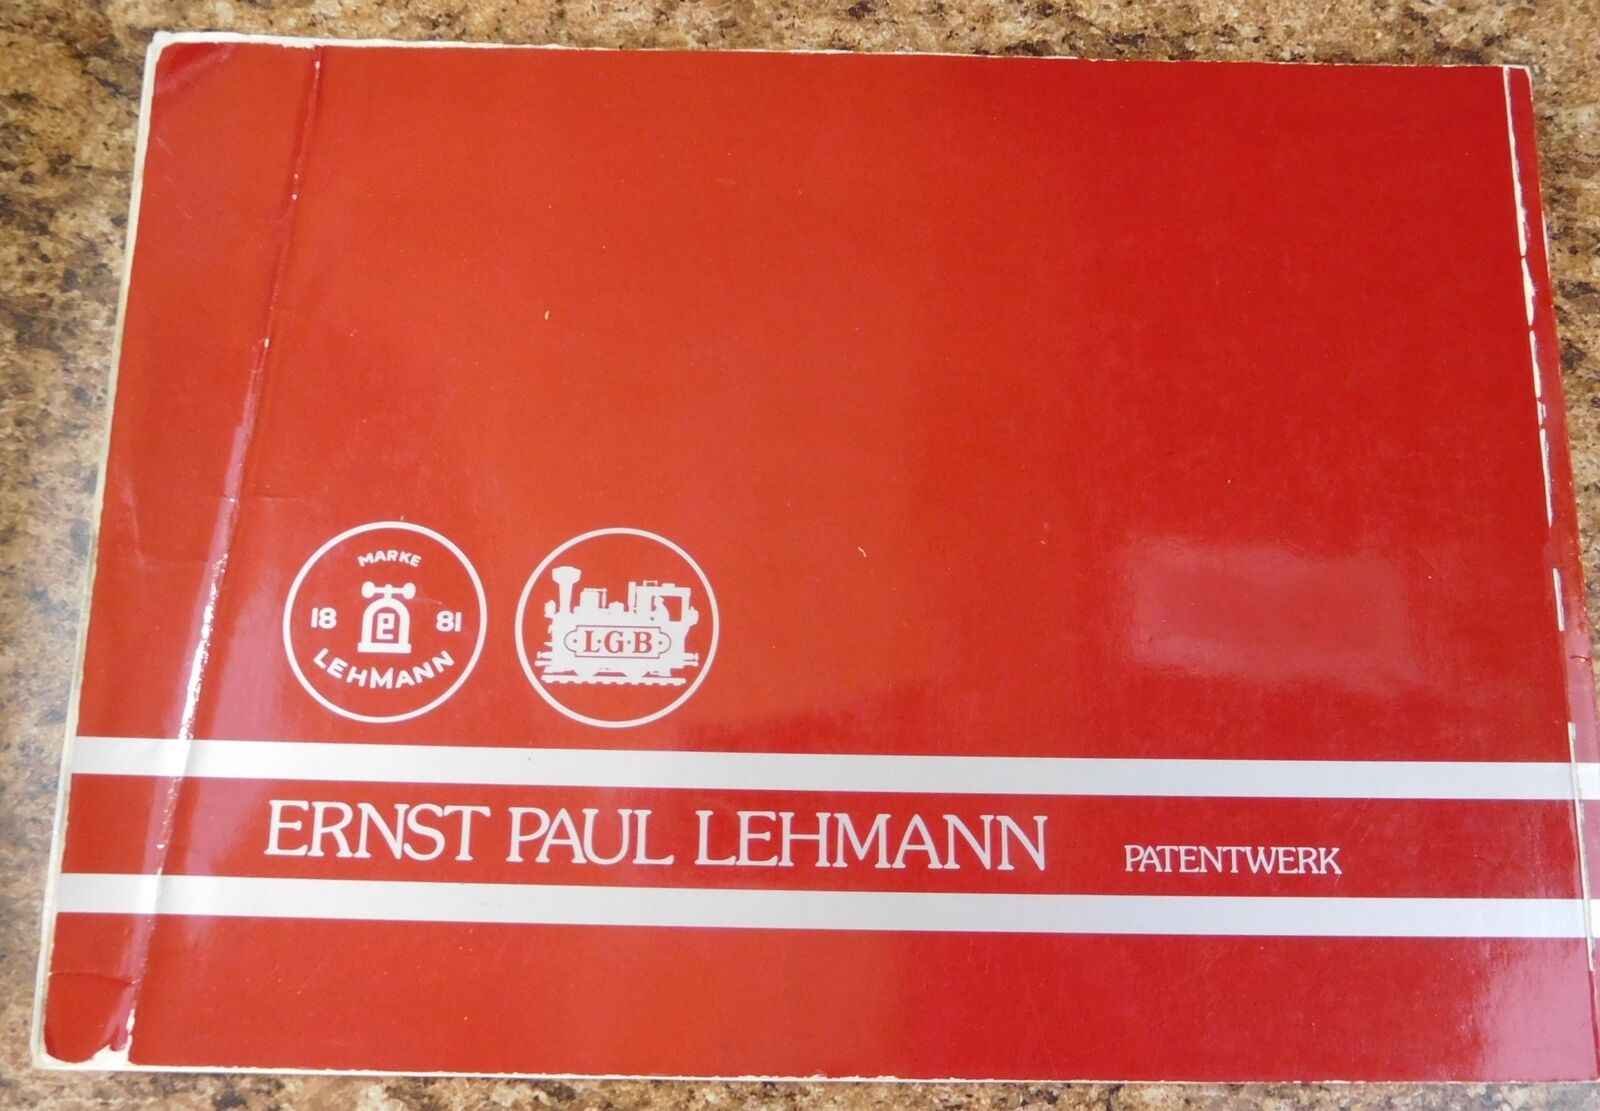 MARKE
18 81
LEHMANN
L·G·B
ERNST PAUL LEHMANN PATENTWERK